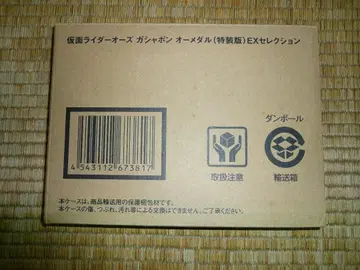 仮面ライダーオーズ ガシャポン オーメダル(特装版)EXセレクション
4 543112 673817
取扱注意
ダンボール
輸送箱
本ケースは、商品輸送用の保護梱包材です。
本ケースの傷、つぶれ、汚れ等による交換はできません。ご了承ください。